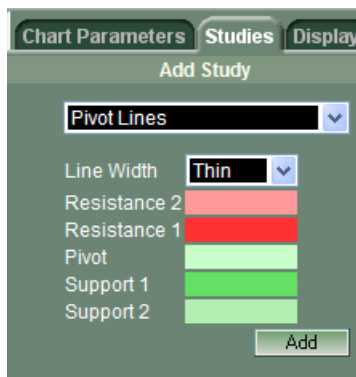 Chart Parameters Studies Display
Add Study
Pivot Lines
Line Width Thin
Resistance 2
Resistance 1
Pivot
Support 1
Support 2
Add